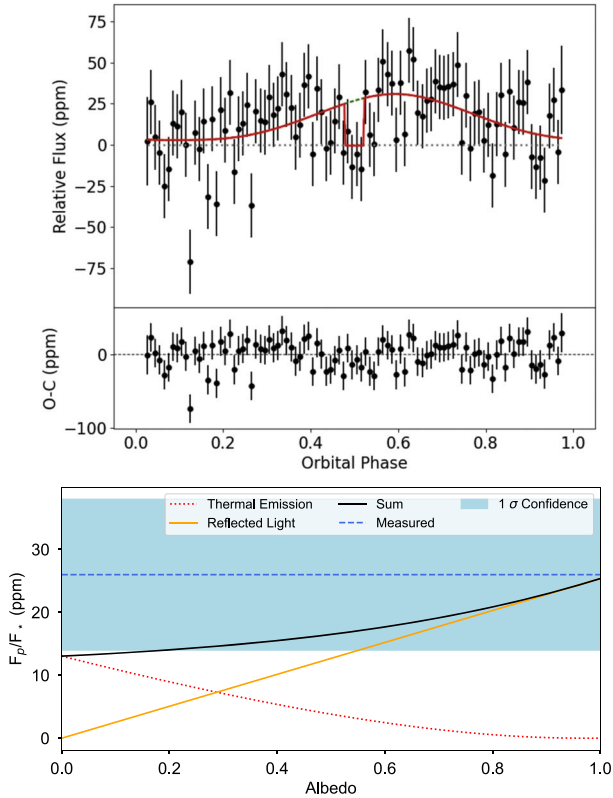 75
50
25
0
−25
−50
−75
Relative Flux (ppm)
0
−100
O-C (ppm)
0.0 0.2 0.4 0.6 0.8 1.0
Orbital Phase
Thermal Emission Sum 1 σ Confidence
Reflected Light Measured
30
20
10
0
Fₚ/F⋆ (ppm)
0.0 0.2 0.4 0.6 0.8 1.0
Albedo